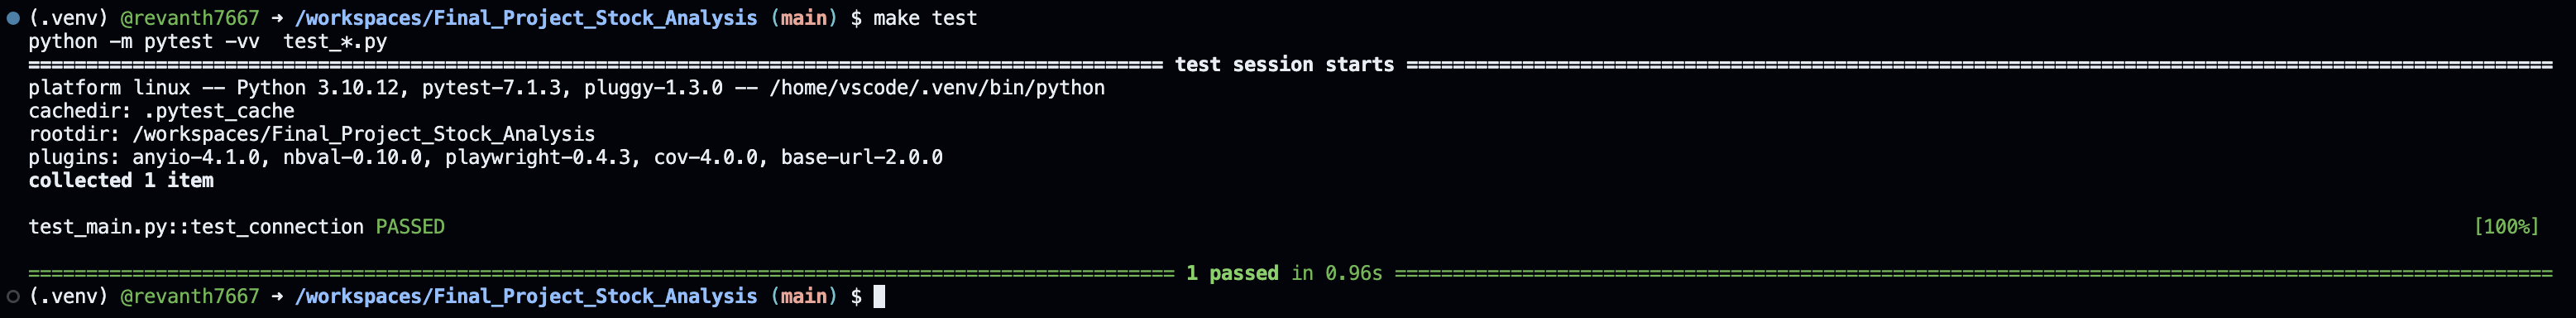 (.venv) @revanth7667 ➜ /workspaces/Final_Project_Stock_Analysis (main) $ make test
python -m pytest -vv  test_*.py
================================================================================================= test session starts ==================================================================================================
platform linux -- Python 3.10.12, pytest-7.1.3, pluggy-1.3.0 -- /home/vscode/.venv/bin/python
cachedir: .pytest_cache
rootdir: /workspaces/Final_Project_Stock_Analysis
plugins: anyio-4.1.0, nbval-0.10.0, playwright-0.4.3, cov-4.0.0, base-url-2.0.0
collected 1 item
test_main.py::test_connection PASSED [100%]
================================================================================================== 1 passed in 0.96s ===================================================================================================
(.venv) @revanth7667 ➜ /workspaces/Final_Project_Stock_Analysis (main) $